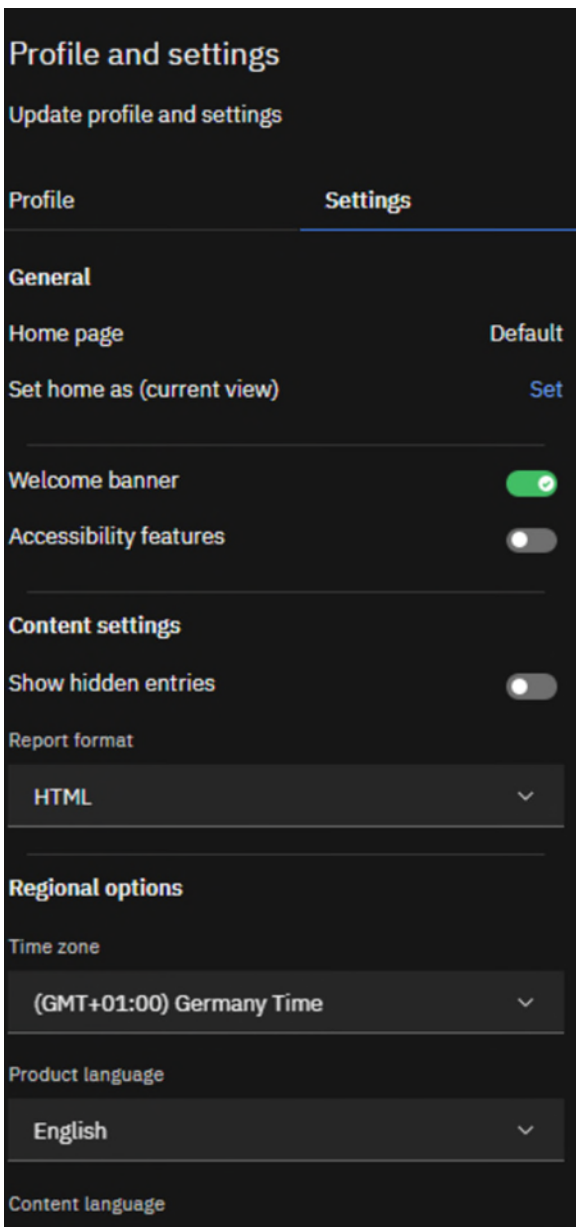 Profile and settings
Update profile and settings
Profile Settings
General
Home page Default
Set home as (current view) Set
Welcome banner
Accessibility features
Content settings
Show hidden entries
Report format
HTML
Regional options
Time zone
(GMT+01:00) Germany Time
Product language
English
Content language